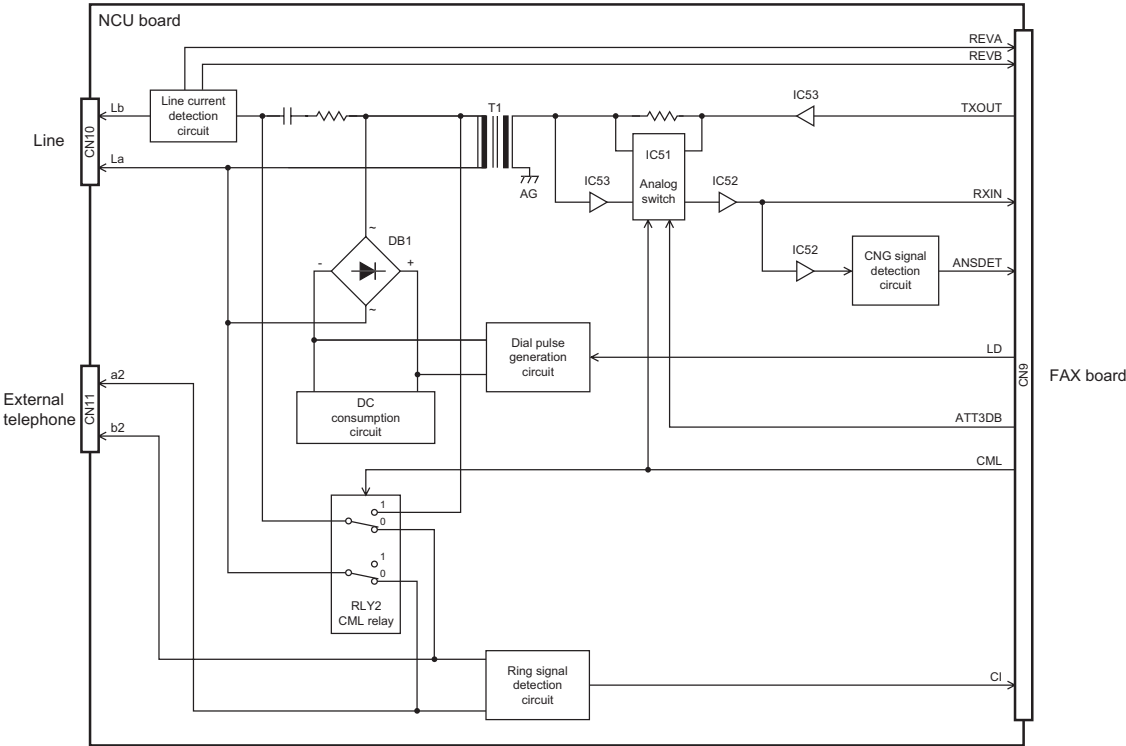 NCU board
REVA
REVB
Line current
detection
circuit
Lb
La
Line
CN10
T1
AG
IC53
TXOUT
IC51
Analog
switch
IC53
IC52
RXIN
IC52
CNG signal
detection
circuit
ANSDET
~
DB1
-
+
~
Dial pulse
generation
circuit
LD
CN9
FAX board
DC
consumption
circuit
a2
External
telephone
CN11
b2
ATT3DB
CML
1
0
1
0
RLY2
CML relay
Ring signal
detection
circuit
CI